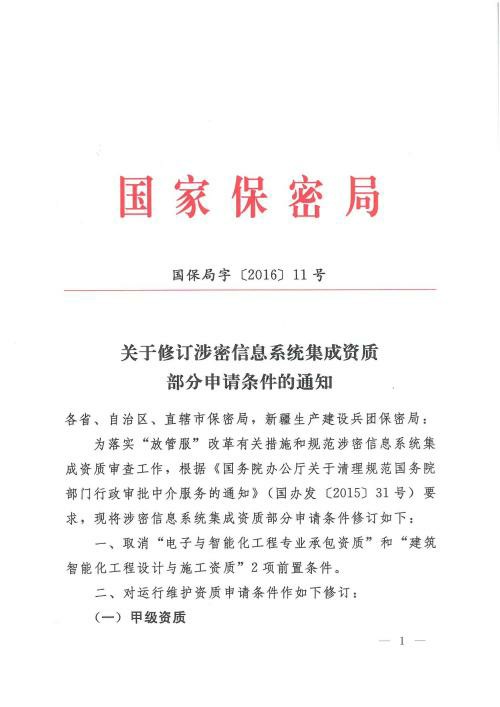 国家保密局
国保局字〔2016〕11号
关于修订涉密信息系统集成资质
部分申请条件的通知
各省、自治区、直辖市保密局，新疆生产建设兵团保密局：
为落实“放管服”改革有关措施和规范涉密信息系统集
成资质审查工作，根据《国务院办公厅关于清理规范国务院
部门行政审批中介服务的通知》（国办发〔2015〕31号）要
求，现将涉密信息系统集成资质部分申请条件修订如下：
一、取消“电子与智能化工程专业承包资质”和“建筑
智能化工程设计与施工资质”2项前置条件。
二、对运行维护资质申请条件作如下修订：
（一）甲级资质
— 1 —